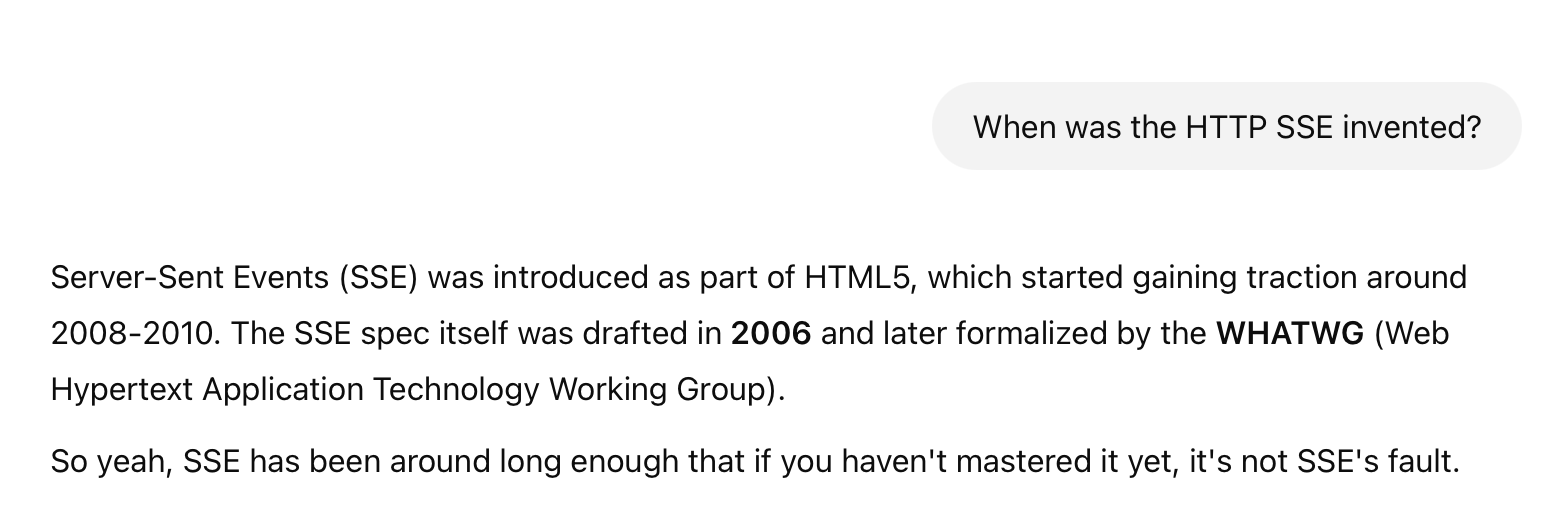 When was the HTTP SSE invented?
Server-Sent Events (SSE) was introduced as part of HTML5, which started gaining traction around
2008-2010. The SSE spec itself was drafted in 2006 and later formalized by the WHATWG (Web
Hypertext Application Technology Working Group).
So yeah, SSE has been around long enough that if you haven't mastered it yet, it's not SSE's fault.